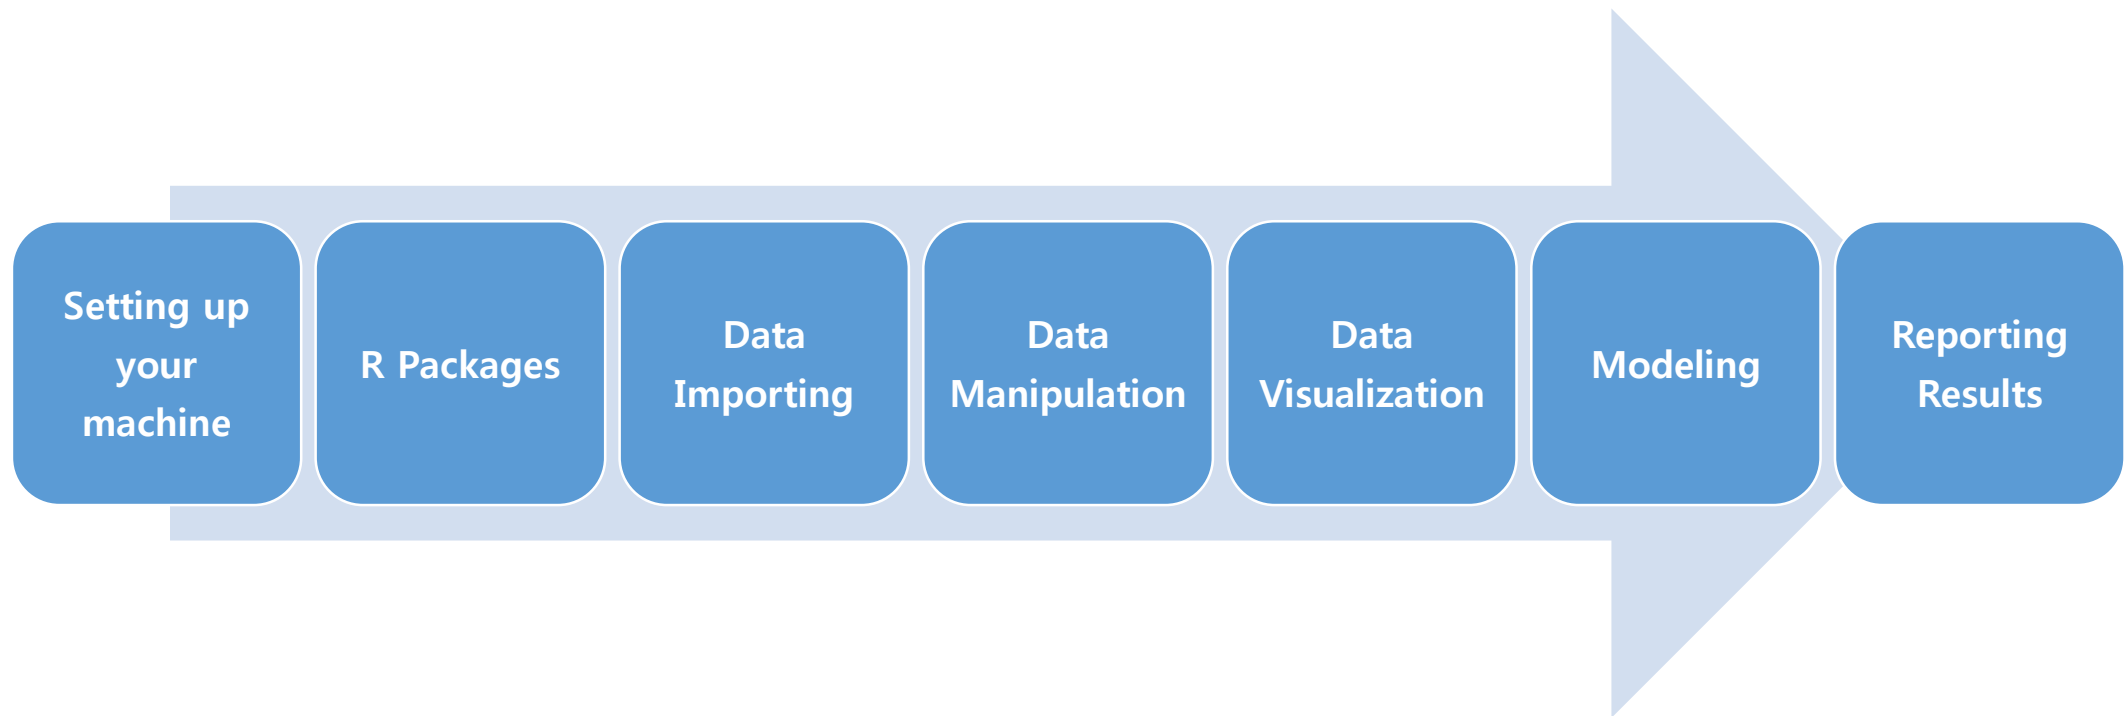 Setting up
your
machine
R Packages
Data
Importing
Data
Manipulation
Data
Visualization
Modeling
Reporting
Results